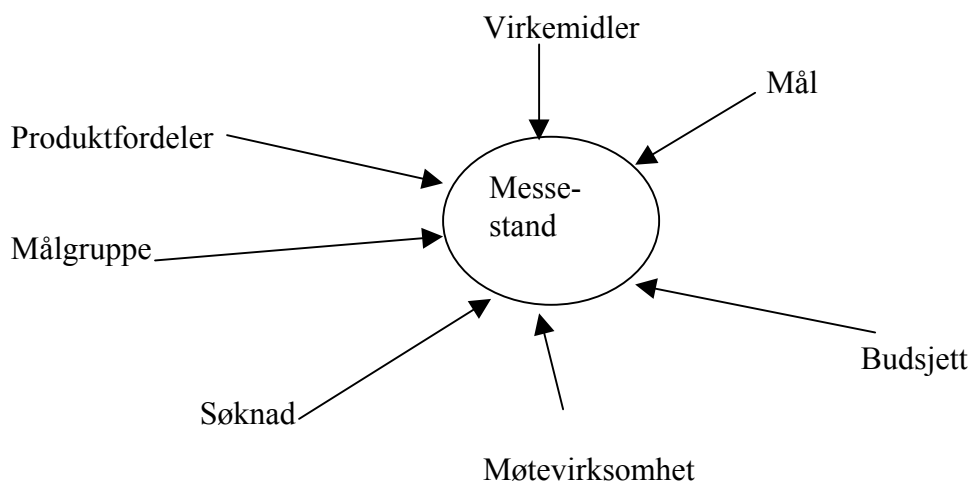 Virkemidler
Mål
Produktfordeler
Messe-
stand
Målgruppe
Budsjett
Søknad
Møtevirksomhet